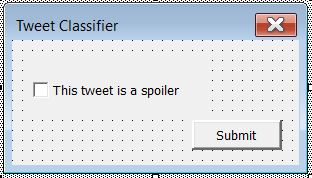 Tweet Classifier
This tweet is a spoiler
Submit